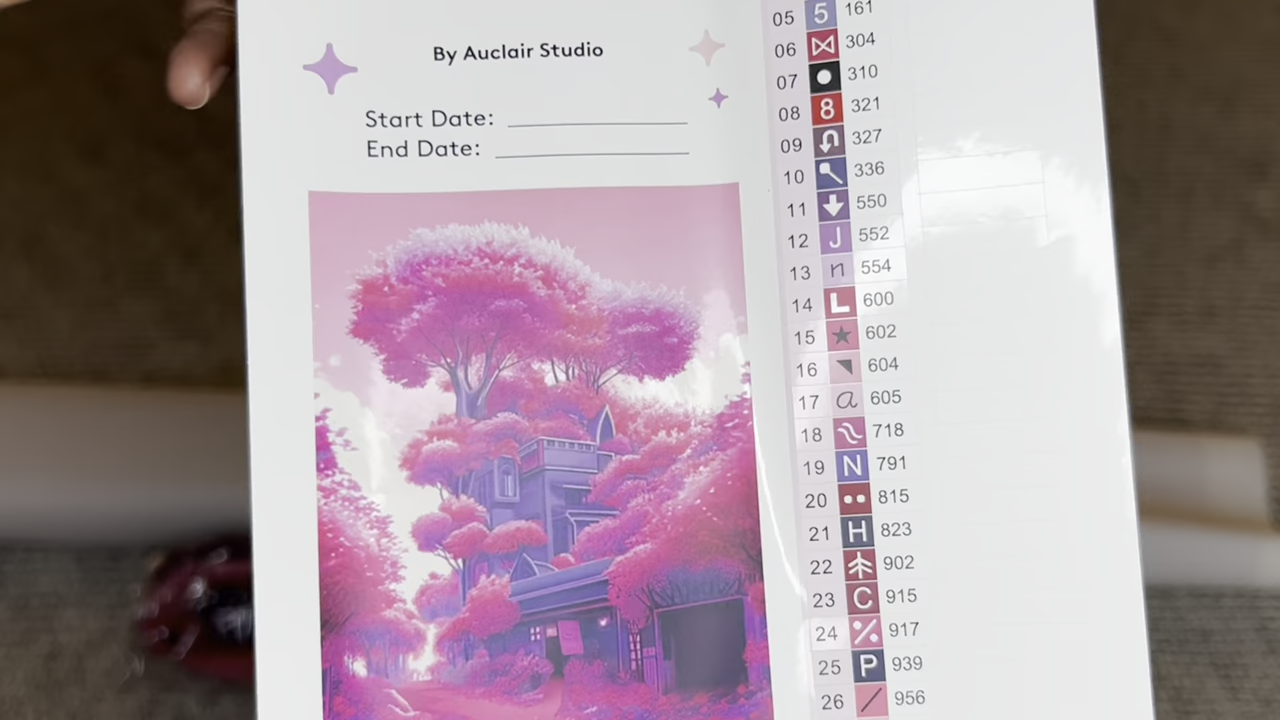 By Auclair Studio
Start Date:
End Date:
05 5 161
06 304
07 310
08 8 321
09 327
10 336
11 550
12 J 552
13 n 554
14 L 600
15 602
16 604
17 a 605
18 718
19 N 791
20 815
21 H 823
22 902
23 C 915
24 917
25 P 939
26 956